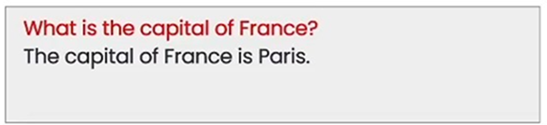 What is the capital of France?
The capital of France is Paris.